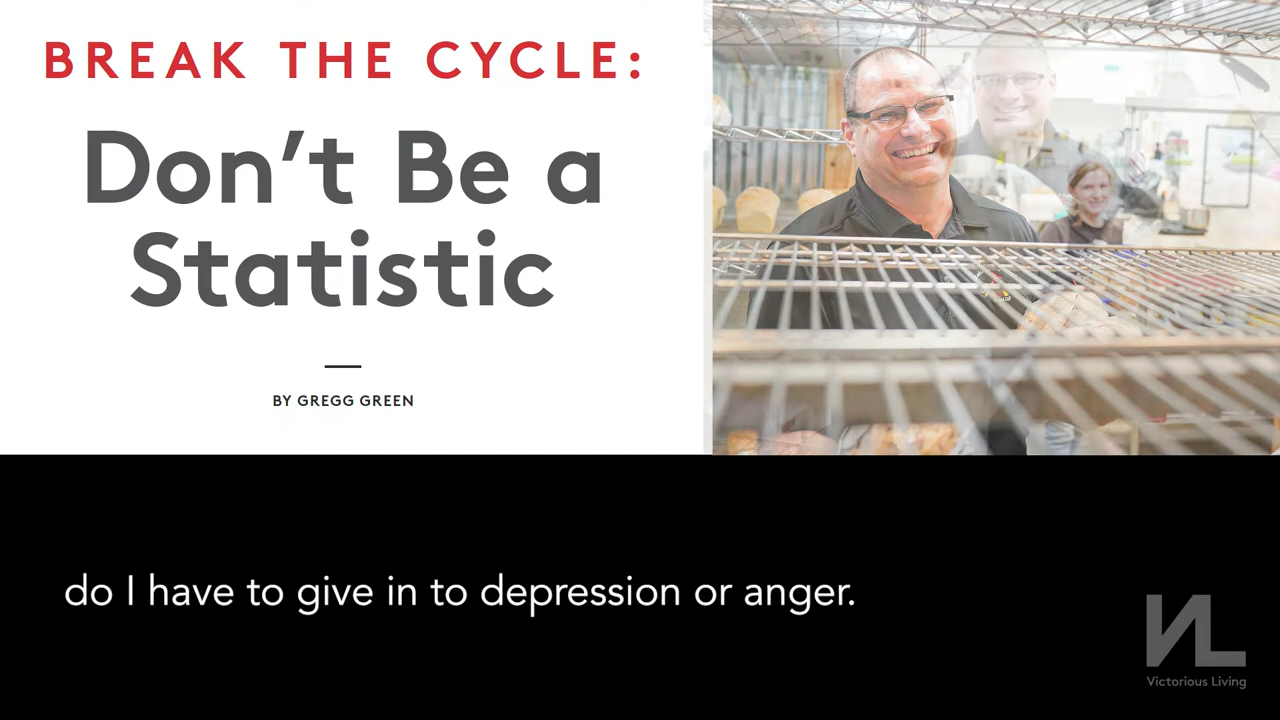 BREAK THE CYCLE:
Don’t Be a
Statistic
BY GREGG GREEN
do I have to give in to depression or anger.
VL
Victorious Living